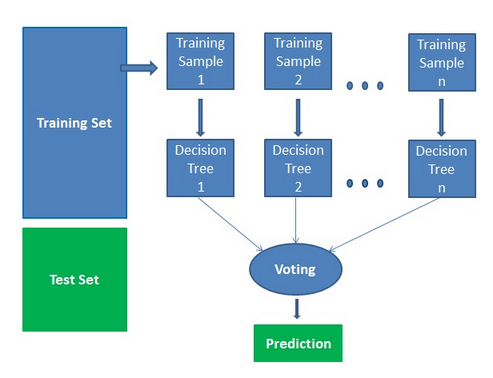 Training Set
Training
Sample
1
Training
Sample
2
Training
Sample
n
Decision
Tree
1
Decision
Tree
2
Decision
Tree
n
Test Set
Voting
Prediction